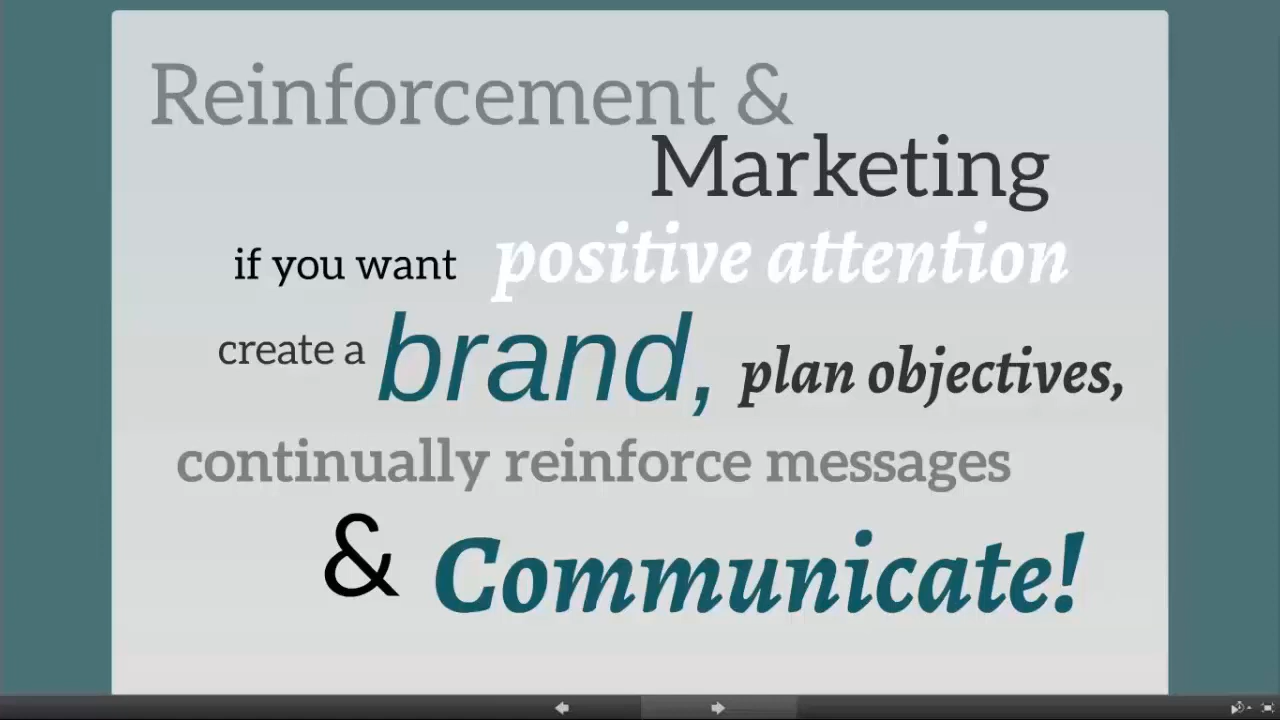 Reinforcement &
Marketing
if you want positive attention
create a brand, plan objectives,
continually reinforce messages
& Communicate!